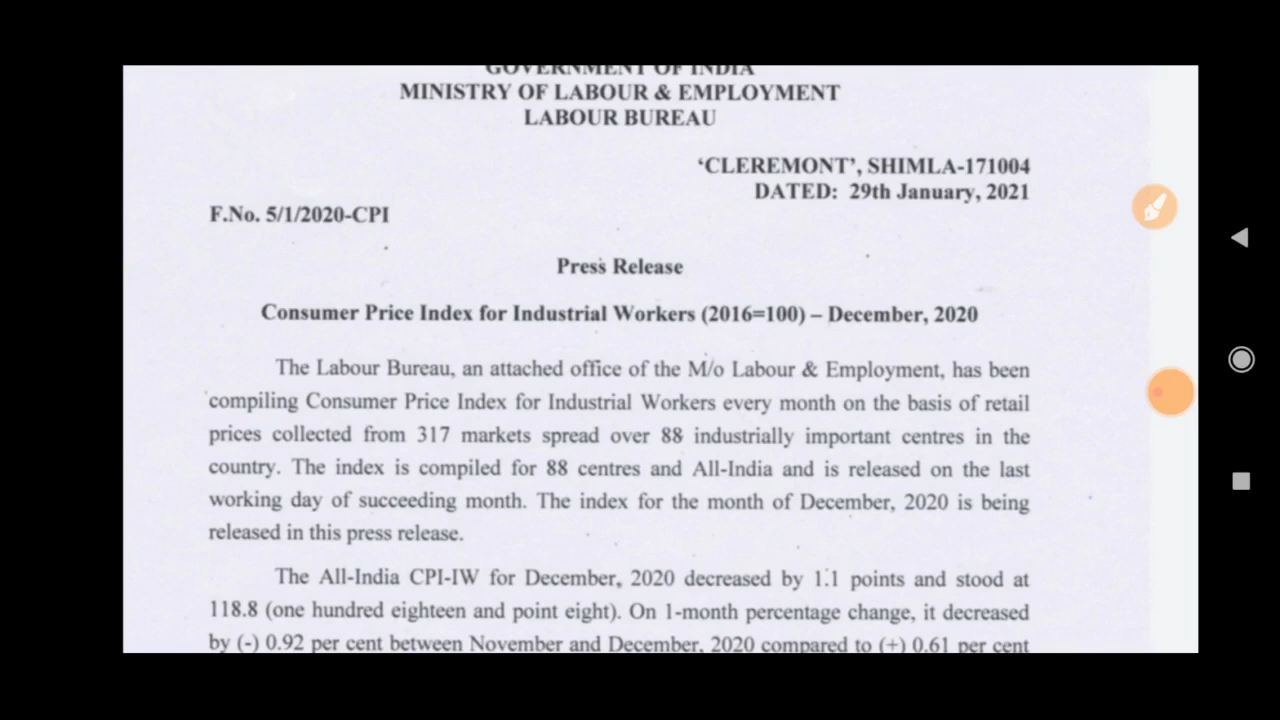 GOVERNMENT OF INDIA
MINISTRY OF LABOUR & EMPLOYMENT
LABOUR BUREAU
‘CLEREMONT’, SHIMLA-171004
DATED: 29th January, 2021
F.No. 5/1/2020-CPI
Press Release
Consumer Price Index for Industrial Workers (2016=100) – December, 2020
The Labour Bureau, an attached office of the M/o Labour & Employment, has been
compiling Consumer Price Index for Industrial Workers every month on the basis of retail
prices collected from 317 markets spread over 88 industrially important centres in the
country. The index is compiled for 88 centres and All-India and is released on the last
working day of succeeding month. The index for the month of December, 2020 is being
released in this press release.
The All-India CPI-IW for December, 2020 decreased by 1.1 points and stood at
118.8 (one hundred eighteen and point eight). On 1-month percentage change, it decreased
by (-) 0.92 per cent between November and December, 2020 compared to (+) 0.61 per cent